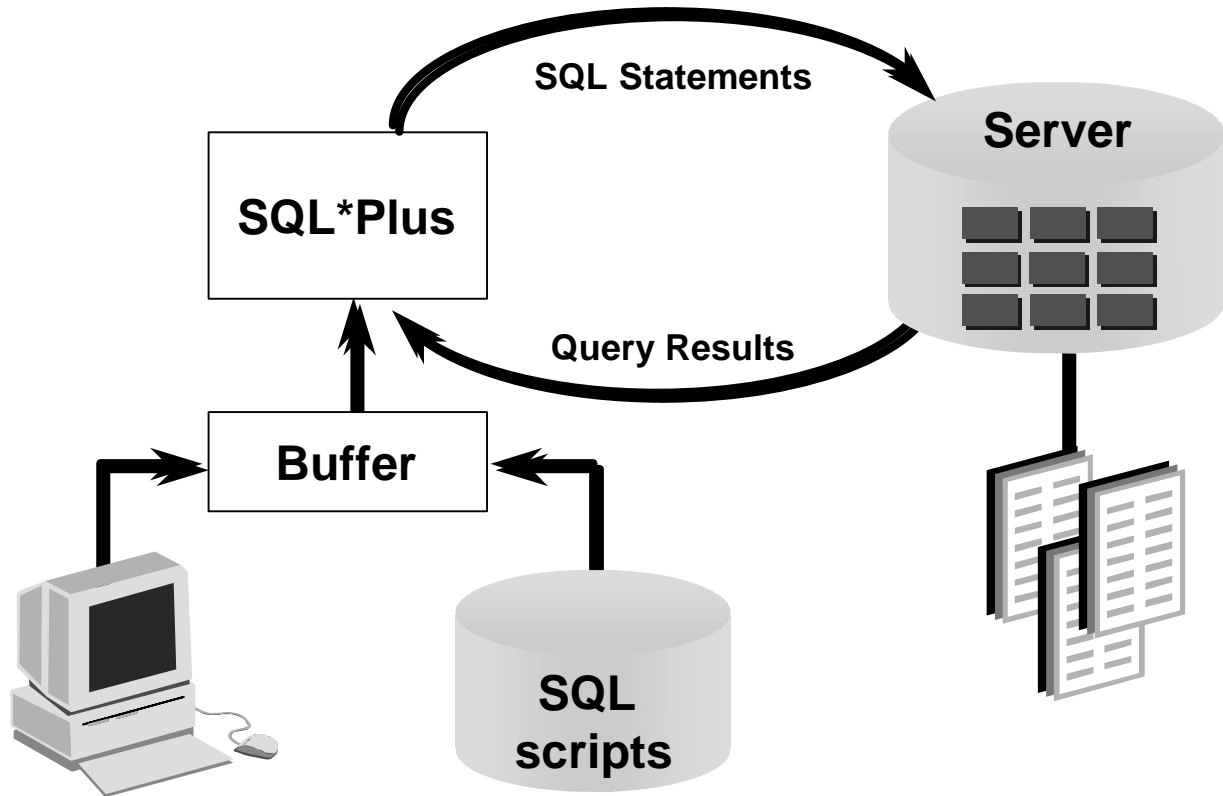 SQL Statements
Server
SQL*Plus
Query Results
Buffer
SQL
scripts